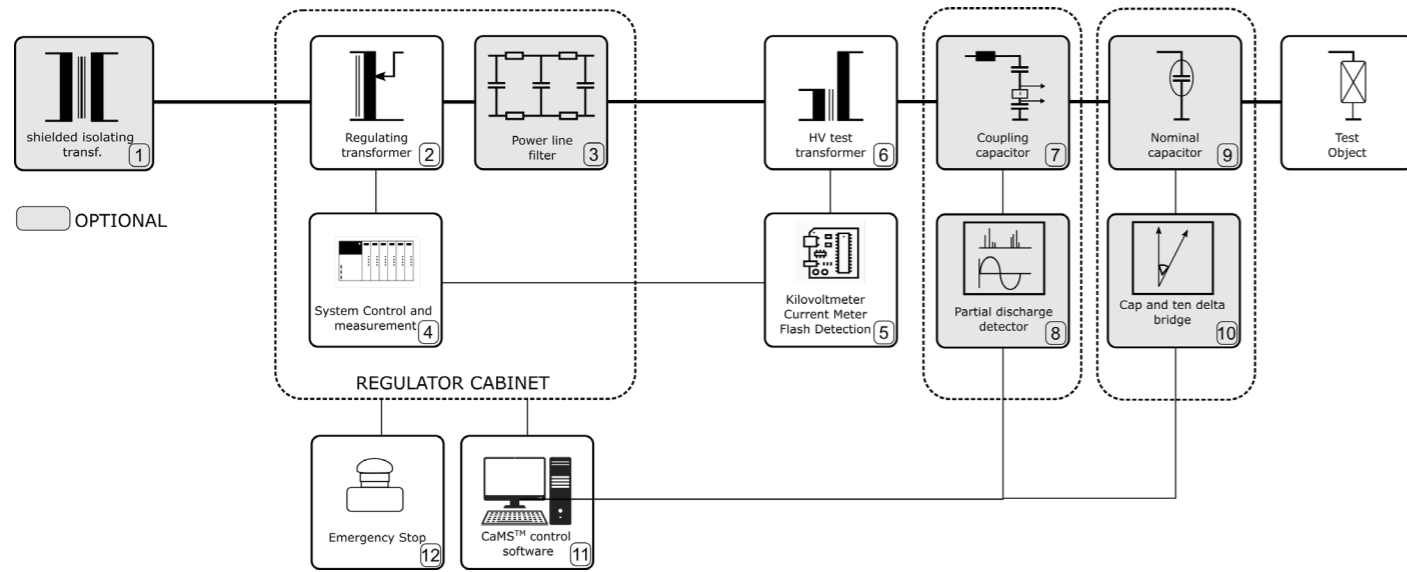 shielded isolating
transf.
1
Regulating
transformer
2
Power line
filter
3
HV test
transformer
6
Coupling
capacitor
7
Nominal
capacitor
9
Test
Object
OPTIONAL
System Control and
measurement
4
Kilovoltmeter
Current Meter
Flash Detection
5
Partial discharge
detector
8
Cap and ten delta
bridge
10
REGULATOR CABINET
Emergency Stop
12
CaMS™ control
software
11